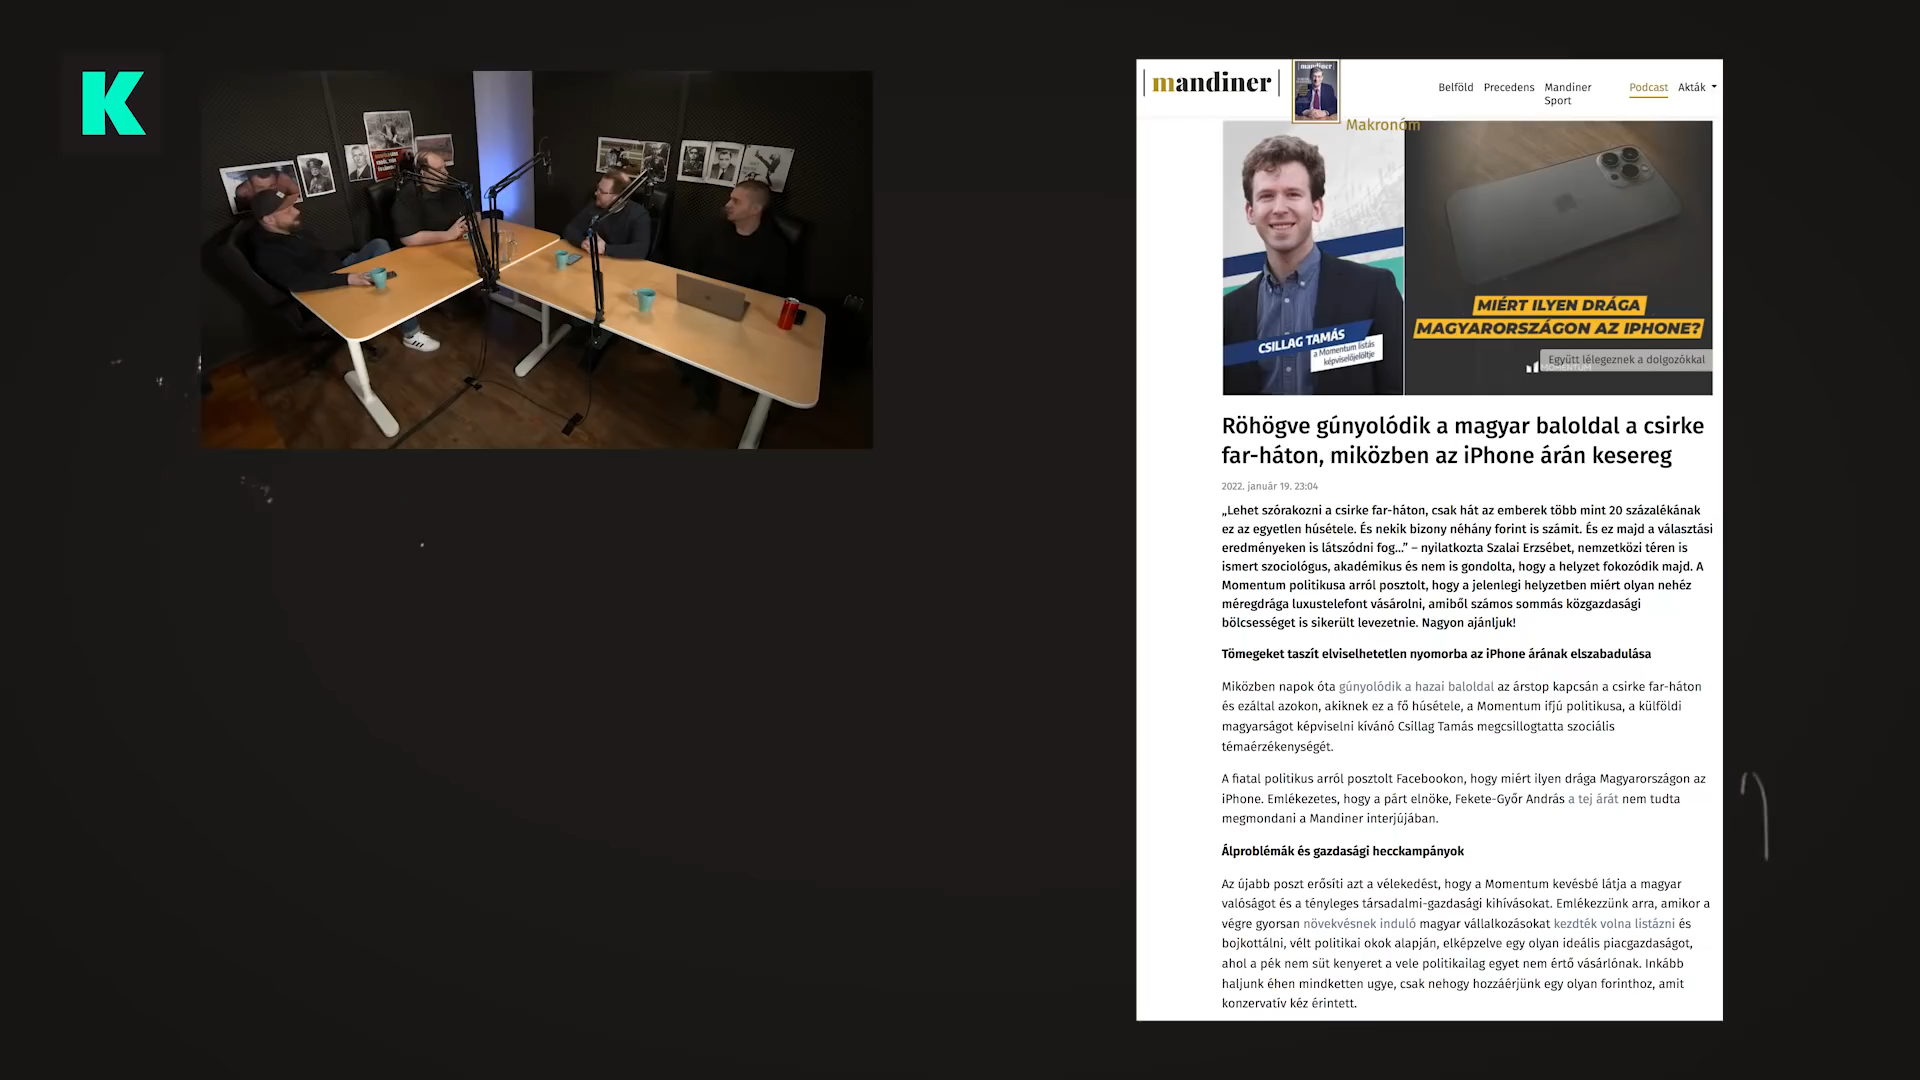 K
mandiner
mandiner
Belföld Precedens Mandiner Sport Podcast Akták
Makronóm
MIÉRT ILYEN DRÁGA
MAGYARORSZÁGON AZ IPHONE?
CSILLAG TAMÁS
a Momentum listás
képviselőjelöltje
Együtt lélegeznek a dolgozókkal
MOMENTUM
Röhögve gúnyolódik a magyar baloldal a csirke
far-háton, miközben az iPhone árán kesereg
2022. január 19. 23:04
„Lehet szórakozni a csirke far-háton, csak hát az emberek több mint 20 százalékának
ez az egyetlen húsétele. És nekik bizony néhány forint is számit. És ez majd a választási
eredményeken is látszódni fog…” – nyilatkozta Szalai Erzsébet, nemzetközi téren is
ismert szociológus, akadémikus és nem is gondolta, hogy a helyzet fokozódik majd. A
Momentum politikusa arról posztolt, hogy a jelenlegi helyzetben miért olyan nehéz
méregdrága luxustelefont vásárolni, amiből számos sommás közgazdasági
bölcsességet is sikerült levezetnie. Nagyon ajánljuk!
Tömegeket taszít elviselhetetlen nyomorba az iPhone árának elszabadulása
Miközben napok óta gúnyolódik a hazai baloldal az árstop kapcsán a csirke far-háton
és ezáltal azokon, akiknek ez a fő húsétele, a Momentum ifjú politikusa, a külföldi
magyarságot képviselni kívánó Csillag Tamás megcsillogtatta szociális
témaérzékenységét.
A fiatal politikus arról posztolt Facebookon, hogy miért ilyen drága Magyarországon az
iPhone. Emlékezetes, hogy a párt elnöke, Fekete-Győr András a tej árát nem tudta
megmondani a Mandiner interjújában.
Álproblémák és gazdasági hecckampányok
Az újabb poszt erősíti azt a vélekedést, hogy a Momentum kevésbé látja a magyar
valóságot és a tényleges társadalmi-gazdasági kihívásokat. Emlékezzünk arra, amikor a
végre gyorsan növekvésnek induló magyar vállalkozásokat kezdték volna listázni és
bojkottálni, vélt politikai okok alapján, elképzelve egy olyan ideális piacgazdaságot,
ahol a pék nem süt kenyeret a vele politikailag egyet nem értő vásárlónak. Inkább
haljunk éhen mindketten ugye, csak nehogy hozzáérjünk egy olyan forinthoz, amit
konzervatív kéz érintett.